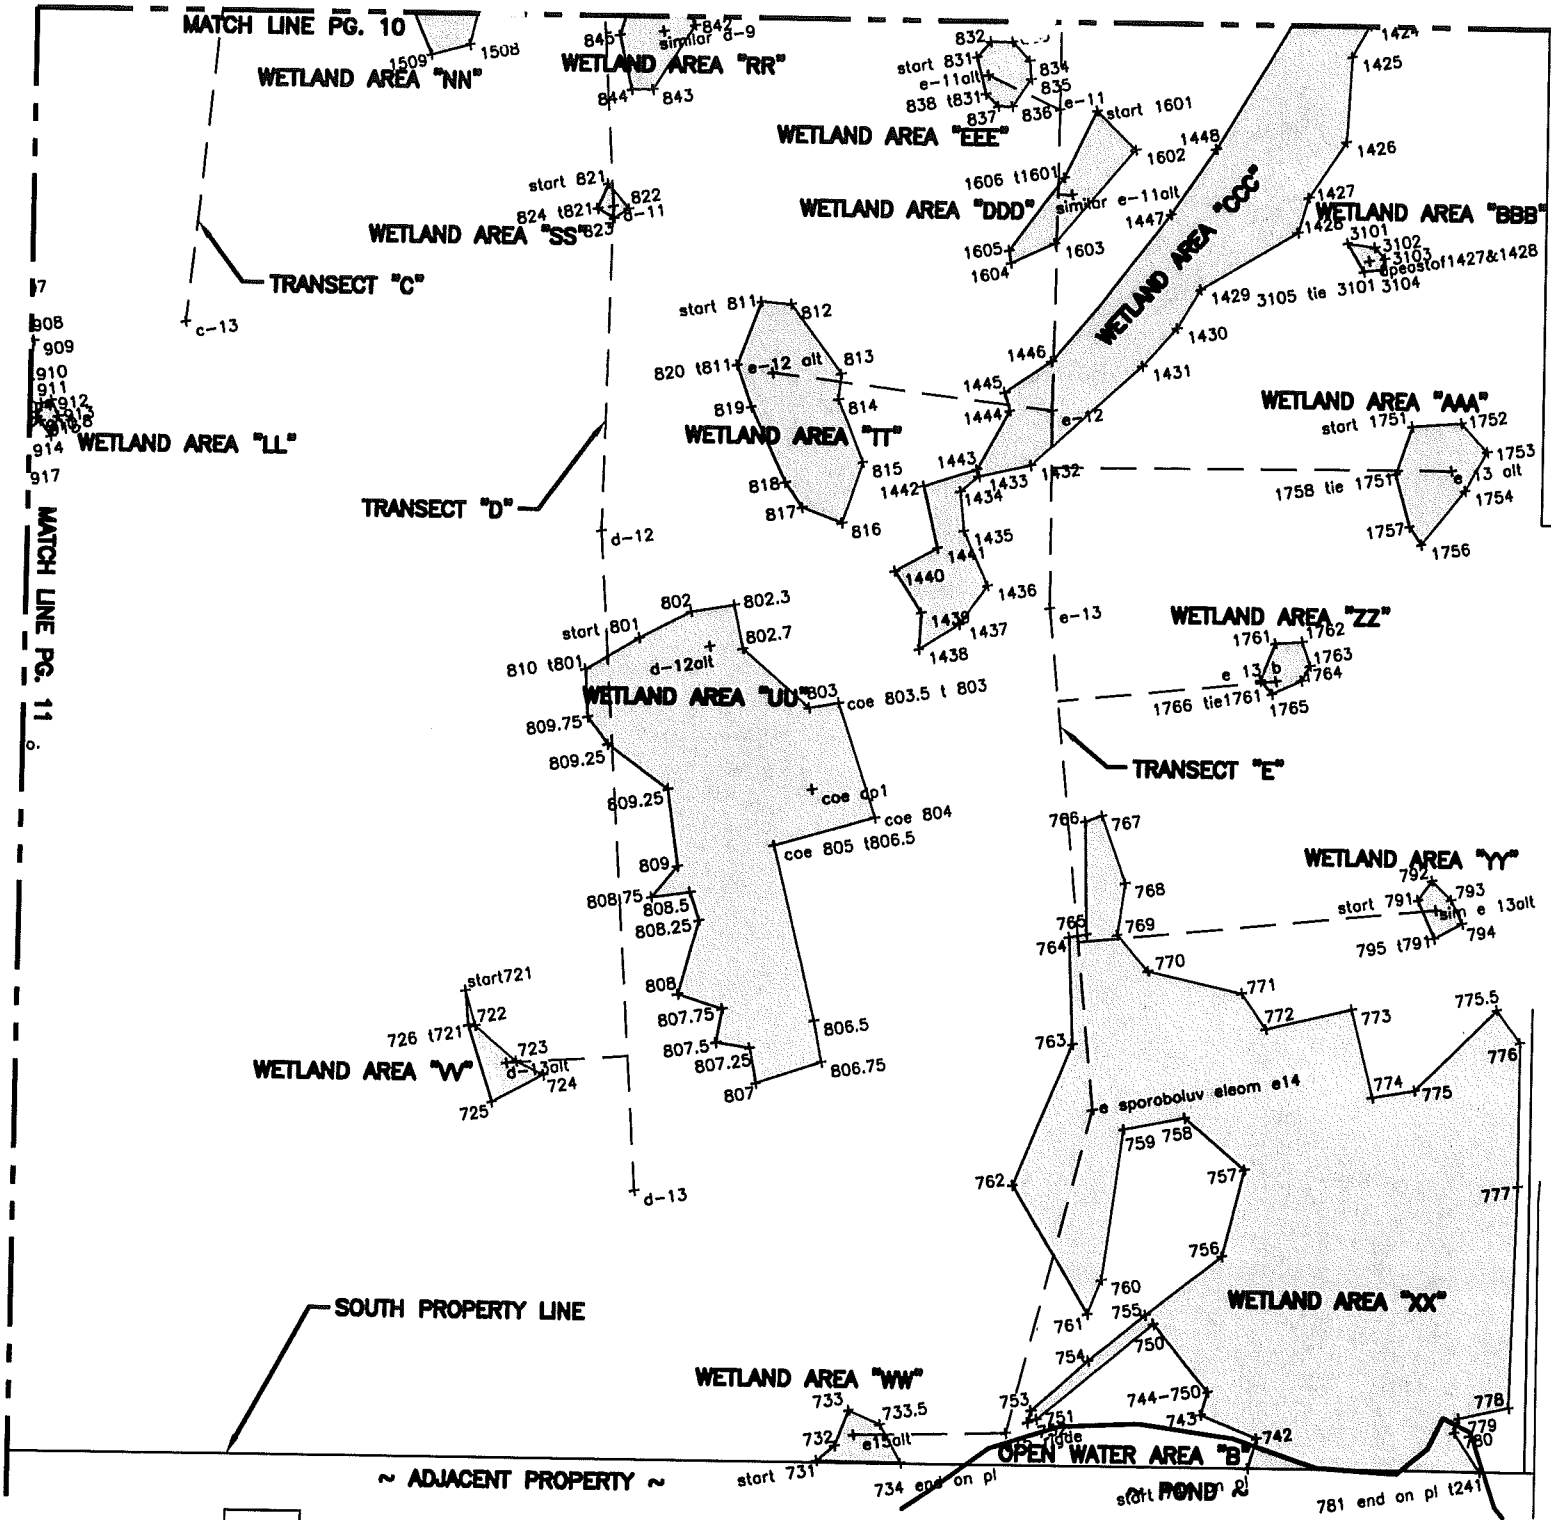 MATCH LINE PG. 10
1509
1508
WETLAND AREA "NN"
845
842
similar d-9
WETLAND AREA "RR"
844
843
832
start 831
834
e-11alt
835
838 t831
837
836
e-11
WETLAND AREA "EEE"
start 1601
1602
1606 t1601
similar e-11alt
WETLAND AREA "DDD"
1605
1604
1603
1424
1425
1448
1426
1427
1447
1428
WETLAND AREA "CCC"
WETLAND AREA "BBB"
3101
3102
3103
dpeastof1427&1428
3105 tie 3101 3104
1429
1430
1431
start 821
822
824 t821
d-11
823
WETLAND AREA "SS"
TRANSECT "C"
c-13
908
909
910
911
912
913
914
917
WETLAND AREA "LL"
MATCH LINE PG. 11
start 811
812
820 t811
e-12 alt
813
819
814
WETLAND AREA "TT"
815
818
817
816
1446
1445
1444
e-12
1443
1432
1442
1433
1434
1435
1441
1440
1436
1439
1437
1438
e-13
WETLAND AREA "AAA"
start 1751
1752
1753
e 13 alt
1758 tie 1751
1754
1757
1756
TRANSECT "D"
d-12
802
802.3
start 801
802.7
810 t801
d-12alt
WETLAND AREA "UU"
803
coe 803.5 t 803
809.75
809.25
809.25
coe dp1
coe 804
coe 805 t806.5
809
808.75
808.5
808.25
808
807.75
806.5
807.5
807.25
806.75
807
WETLAND AREA "ZZ"
1761
1762
1763
e 13 b
1764
1766 tie1761
1765
TRANSECT "E"
766
767
768
765
769
764
770
771
772
773
775.5
776
763
774
775
WETLAND AREA "YY"
792
start 791
793
sim e 13alt
794
795 t791
start721
722
726 t721
723
d-13alt
WETLAND AREA "VV"
724
725
d-13
e sporoboluv eleom e14
759
758
762
757
777
756
760
761
755
WETLAND AREA "XX"
750
754
SOUTH PROPERTY LINE
WETLAND AREA "WW"
733
733.5
753
751
744-750
743
778
779
780
732
e15alt
742
OPEN WATER AREA "B"
start 731
734 end on pl
~ ADJACENT PROPERTY ~
~ POND ~
781 end on pl t241